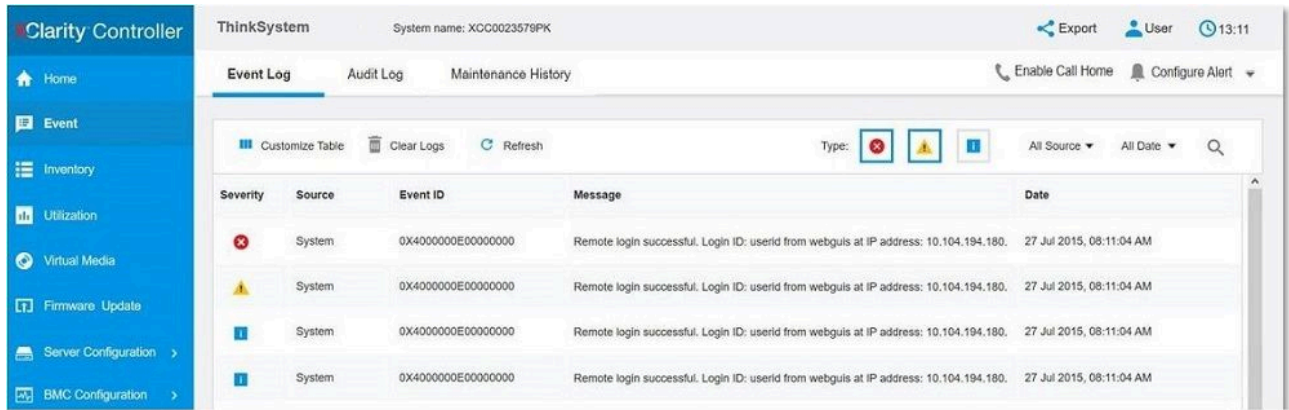 XClarity Controller
ThinkSystem System name: XCC0023579PK Export User 13:11
Home
Event Log Audit Log Maintenance History Enable Call Home Configure Alert
Event
Customize Table Clear Logs Refresh Type: All Source All Date
Inventory
Severity Source Event ID Message Date
Utilization
System 0X4000000E00000000 Remote login successful. Login ID: userid from webguis at IP address: 10.104.194.180. 27 Jul 2015, 08:11:04 AM
Virtual Media
System 0X4000000E00000000 Remote login successful. Login ID: userid from webguis at IP address: 10.104.194.180. 27 Jul 2015, 08:11:04 AM
Firmware Update
System 0X4000000E00000000 Remote login successful. Login ID: userid from webguis at IP address: 10.104.194.180. 27 Jul 2015, 08:11:04 AM
Server Configuration
System 0X4000000E00000000 Remote login successful. Login ID: userid from webguis at IP address: 10.104.194.180. 27 Jul 2015, 08:11:04 AM
BMC Configuration